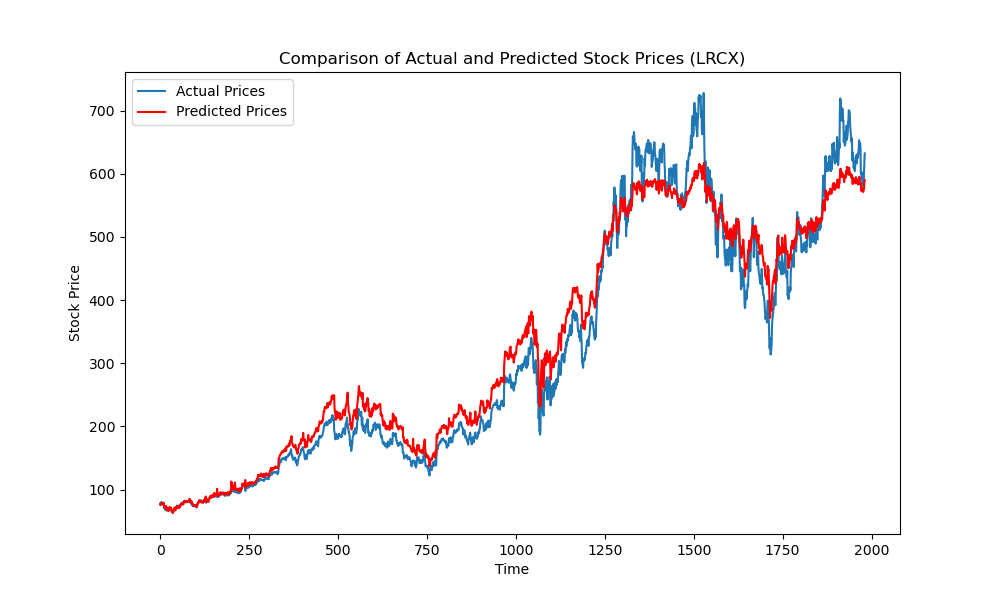 Comparison of Actual and Predicted Stock Prices (LRCX)
Actual Prices
Predicted Prices
Stock Price
700
600
500
400
300
200
100
0 250 500 750 1000 1250 1500 1750 2000
Time